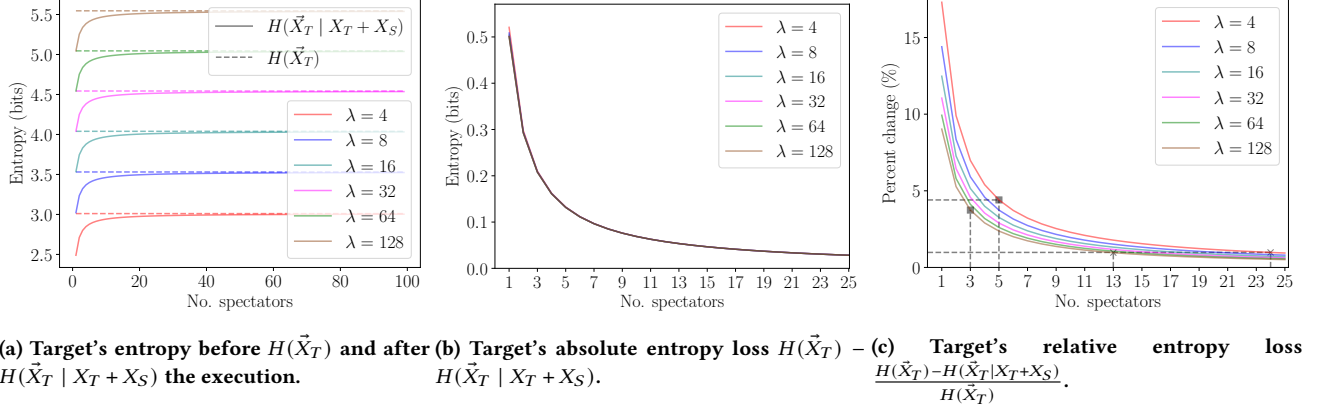 5.5
5.0
4.5
4.0
3.5
3.0
2.5
Entropy (bits)
0 20 40 60 80 100
No. spectators
H(X⃗_T | X_T + X_S)
H(X⃗_T)
λ = 4
λ = 8
λ = 16
λ = 32
λ = 64
λ = 128
0.5
0.4
0.3
0.2
0.1
0.0
Entropy (bits)
1 3 5 7 9 11 13 15 17 19 21 23 25
No. spectators
λ = 4
λ = 8
λ = 16
λ = 32
λ = 64
λ = 128
15
10
5
0
Percent change (%)
1 3 5 7 9 11 13 15 17 19 21 23 25
No. spectators
λ = 4
λ = 8
λ = 16
λ = 32
λ = 64
λ = 128
(a) Target's entropy before H(X⃗_T) and after
H(X⃗_T | X_T + X_S) the execution.
(b) Target's absolute entropy loss H(X⃗_T) –
H(X⃗_T | X_T + X_S).
(c) Target's relative entropy loss
H(X⃗_T)−H(X⃗_T|X_T+X_S)
H(X⃗_T)
.